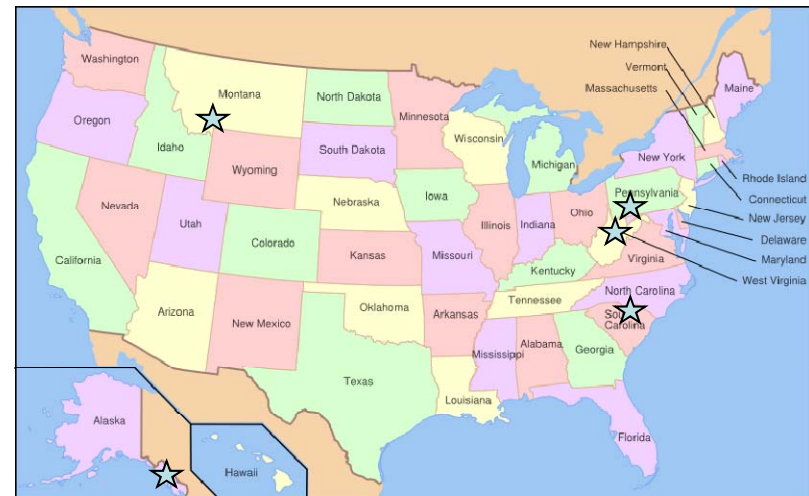 New Hampshire
Vermont
Massachusetts
Washington
Montana
North Dakota
Minnesota
Maine
Oregon
Idaho
Wyoming
South Dakota
Wisconsin
Michigan
New York
Rhode Island
Connecticut
New Jersey
Delaware
Maryland
West Virginia
Nevada
Utah
Colorado
Nebraska
Iowa
Illinois
Indiana
Ohio
Pennsylvania
California
Kansas
Missouri
Kentucky
Virginia
Arizona
New Mexico
Oklahoma
Arkansas
Tennessee
North Carolina
South
Carolina
Texas
Louisiana
Mississippi
Alabama
Georgia
Florida
Alaska
Hawaii